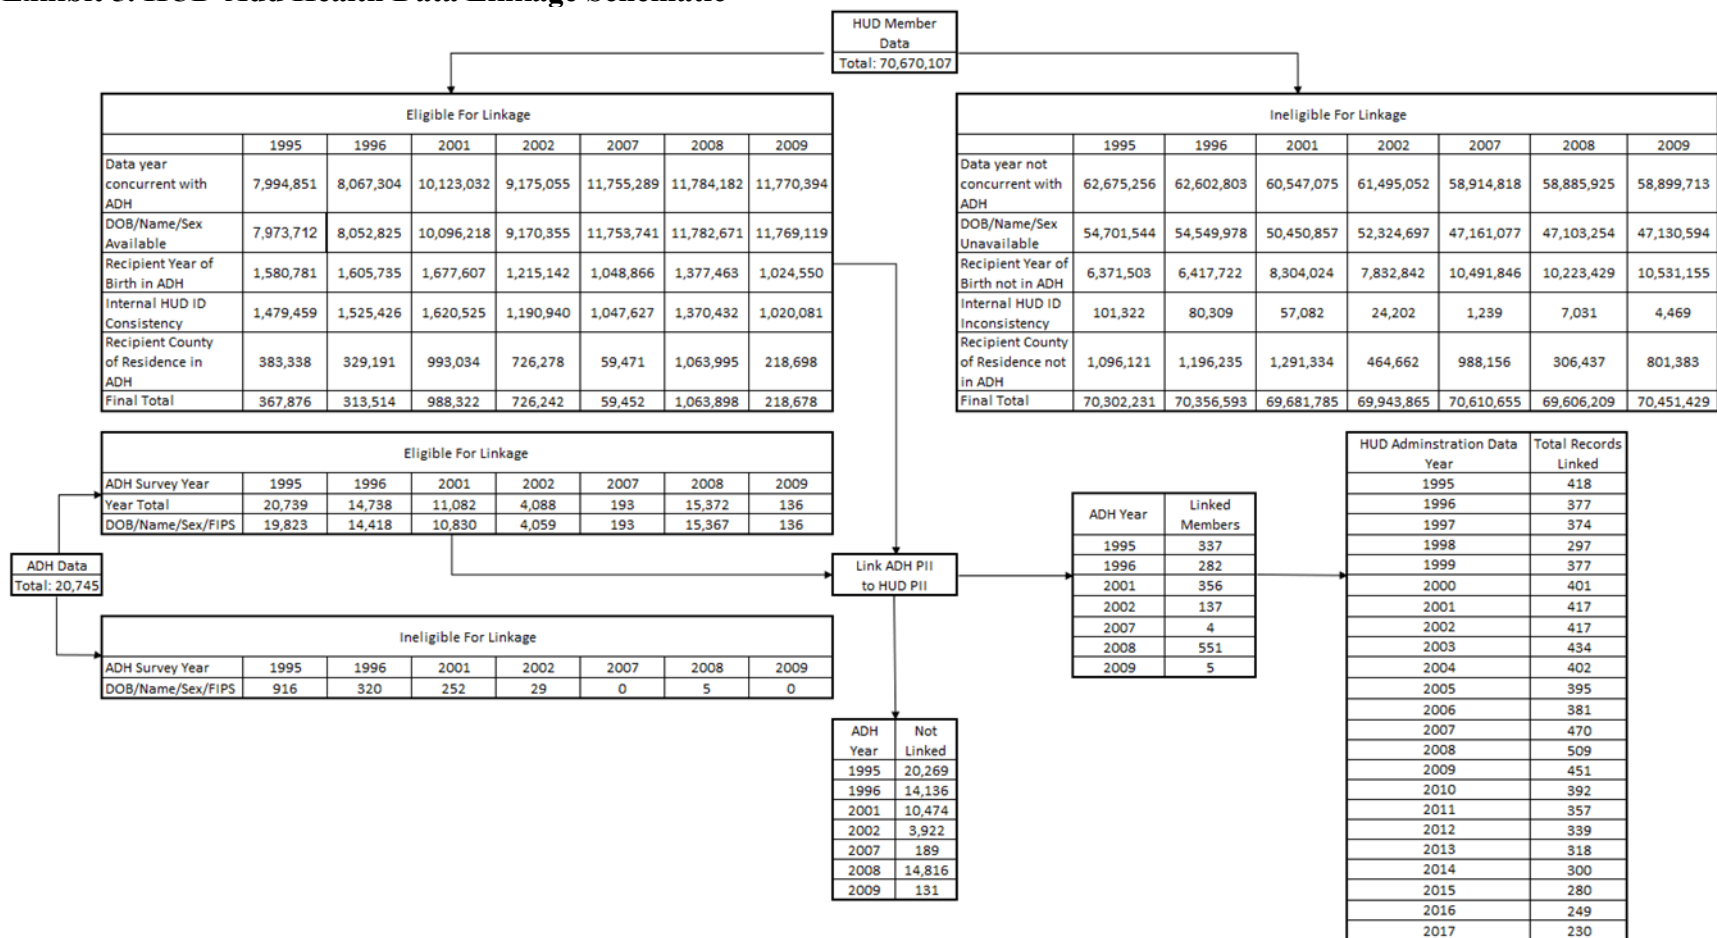 Exhibit 3. HUD-Add Health Data Linkage Schematic
HUD Member
Data
Total: 70,670,107
Eligible For Linkage
1995 1996 2001 2002 2007 2008 2009
Data year
concurrent with
ADH
7,994,851 8,067,304 10,123,032 9,175,055 11,755,289 11,784,182 11,770,394
DOB/Name/Sex
Available
7,973,712 8,052,825 10,096,218 9,170,355 11,753,741 11,782,671 11,769,119
Recipient Year of
Birth in ADH
1,580,781 1,605,735 1,677,607 1,215,142 1,048,866 1,377,463 1,024,550
Internal HUD ID
Consistency
1,479,459 1,525,426 1,620,525 1,190,940 1,047,627 1,370,432 1,020,081
Recipient County
of Residence in
ADH
383,338 329,191 993,034 726,278 59,471 1,063,995 218,698
Final Total 367,876 313,514 988,322 726,242 59,452 1,063,898 218,678
Ineligible For Linkage
1995 1996 2001 2002 2007 2008 2009
Data year not
concurrent with
ADH
62,675,256 62,602,803 60,547,075 61,495,052 58,914,818 58,885,925 58,899,713
DOB/Name/Sex
Unavailable
54,701,544 54,549,978 50,450,857 52,324,697 47,161,077 47,103,254 47,130,594
Recipient Year of
Birth not in ADH
6,371,503 6,417,722 8,304,024 7,832,842 10,491,846 10,223,429 10,531,155
Internal HUD ID
Inconsistency
101,322 80,309 57,082 24,202 1,239 7,031 4,469
Recipient County
of Residence not
in ADH
1,096,121 1,196,235 1,291,334 464,662 988,156 306,437 801,383
Final Total 70,302,231 70,356,593 69,681,785 69,943,865 70,610,655 69,606,209 70,451,429
Eligible For Linkage
ADH Survey Year 1995 1996 2001 2002 2007 2008 2009
Year Total 20,739 14,738 11,082 4,088 193 15,372 136
DOB/Name/Sex/FIPS 19,823 14,418 10,830 4,059 193 15,367 136
ADH Data
Total: 20,745
Ineligible For Linkage
ADH Survey Year 1995 1996 2001 2002 2007 2008 2009
DOB/Name/Sex/FIPS 916 320 252 29 0 5 0
Link ADH PII
to HUD PII
ADH Year Linked
Members
1995 337
1996 282
2001 356
2002 137
2007 4
2008 551
2009 5
ADH
Year
Not
Linked
1995 20,269
1996 14,136
2001 10,474
2002 3,922
2007 189
2008 14,816
2009 131
HUD Adminstration Data
Year
Total Records
Linked
1995 418
1996 377
1997 374
1998 297
1999 377
2000 401
2001 417
2002 417
2003 434
2004 402
2005 395
2006 381
2007 470
2008 509
2009 451
2010 392
2011 357
2012 339
2013 318
2014 300
2015 280
2016 249
2017 230